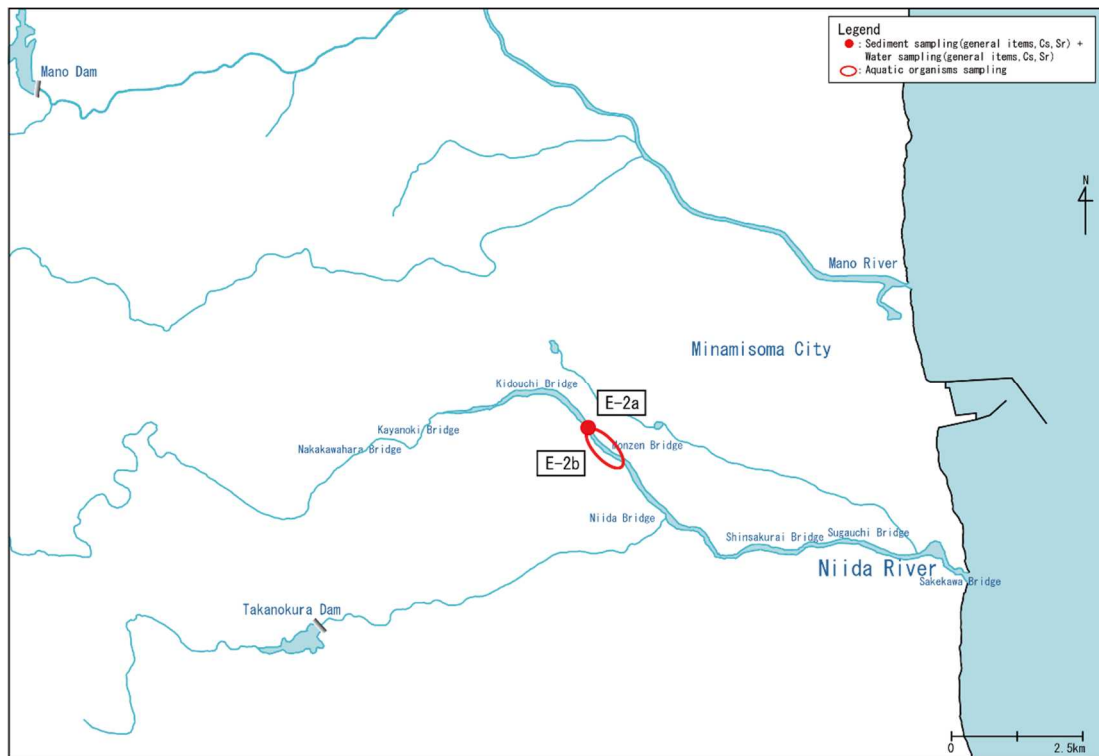 Legend
: Sediment sampling(general items,Cs,Sr) +
Water sampling(general items,Cs,Sr)
: Aquatic organisms sampling
Mano Dam
N
Mano River
Minamisoma City
Kidouchi Bridge
E-2a
Kayanoki Bridge
Nakakawahara Bridge
Monzen Bridge
E-2b
Niida Bridge
Shinsakurai Bridge
Sugauchi Bridge
Niida River
Sakekawa Bridge
Takanokura Dam
0
2.5km